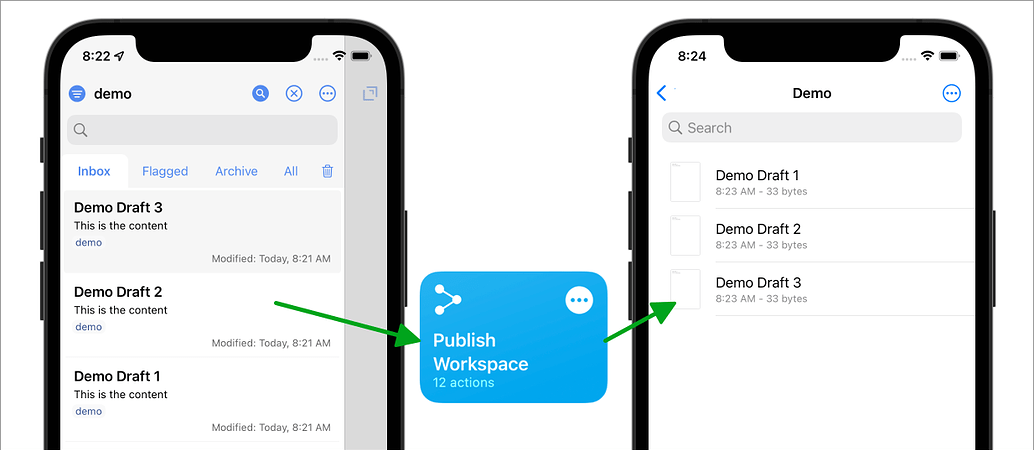 8:22
demo
Inbox Flagged Archive All
Demo Draft 3
This is the content
demo
Modified: Today, 8:21 AM
Demo Draft 2
This is the content
demo
Modified: Today, 8:21 AM
Demo Draft 1
This is the content
demo
Modified: Today, 8:21 AM
Publish
Workspace
12 actions
8:24
Demo
Search
Demo Draft 1
8:23 AM - 33 bytes
Demo Draft 2
8:23 AM - 33 bytes
Demo Draft 3
8:23 AM - 33 bytes